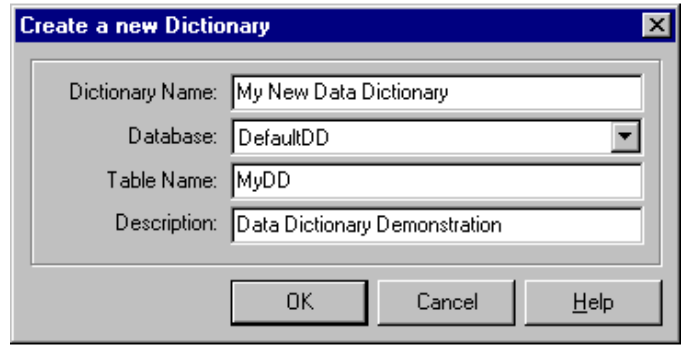 Create a new Dictionary
Dictionary Name: My New Data Dictionary
Database: DefaultDD
Table Name: MyDD
Description: Data Dictionary Demonstration
OK Cancel Help